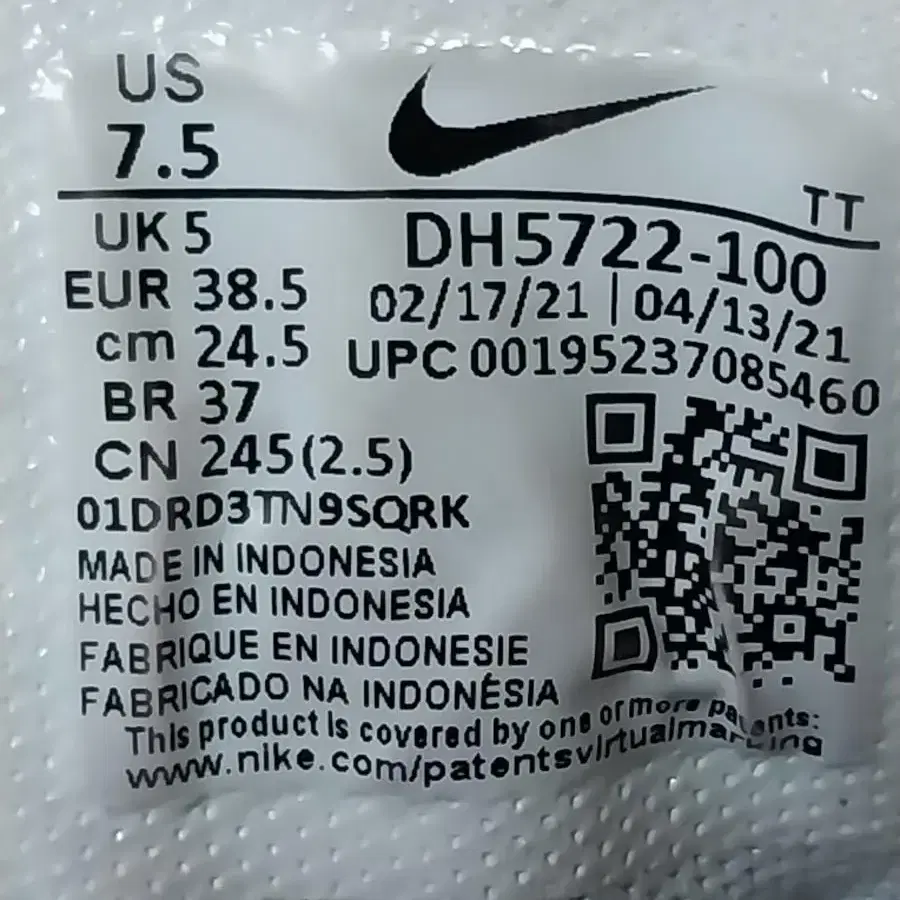 US
7.5
TT
UK 5
EUR 38.5
cm 24.5
BR 37
CN 245(2.5)
DH5722-100
02/17/21 | 04/13/21
UPC 00195237085460
01DRD3TN9SQRK
MADE IN INDONESIA
HECHO EN INDONESIA
FABRIQUE EN INDONESIE
FABRICADO NA INDONÉSIA
This product is covered by one or more patents:
www.nike.com/patentsvirtualmarking